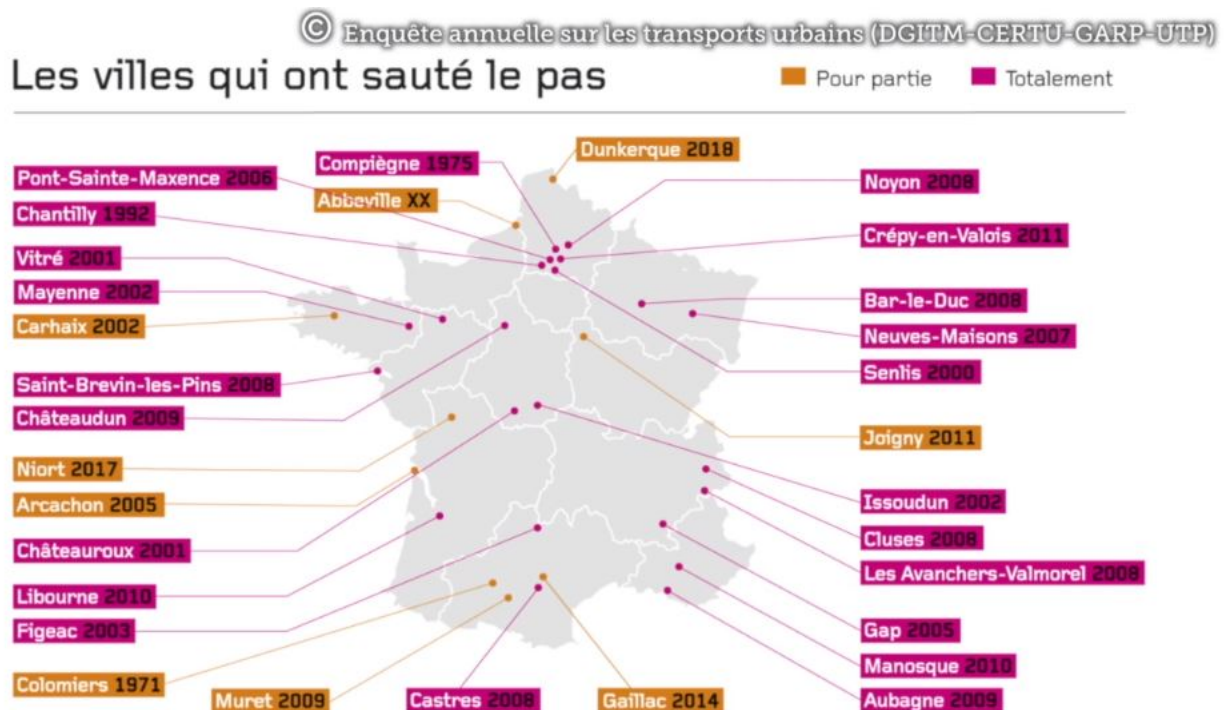 © Enquête annuelle sur les transports urbains (DGITM-CERTU-GARP-UTP)
Les villes qui ont sauté le pas
Pour partie
Totalement
Dunkerque 2018
Compiègne 1975
Pont-Sainte-Maxence 2006
Noyon 2008
Abbeville XX
Chantilly 1992
Crépy-en-Valois 2011
Vitré 2001
Mayenne 2002
Bar-le-Duc 2008
Carhaix 2002
Neuves-Maisons 2007
Saint-Brevin-les-Pins 2008
Senlis 2000
Châteaudun 2009
Joigny 2011
Niort 2017
Arcachon 2005
Issoudun 2002
Cluses 2008
Châteauroux 2001
Les Avanchers-Valmorel 2008
Libourne 2010
Figeac 2003
Gap 2005
Manosque 2010
Colomiers 1971
Muret 2009
Castres 2008
Gaillac 2014
Aubagne 2009